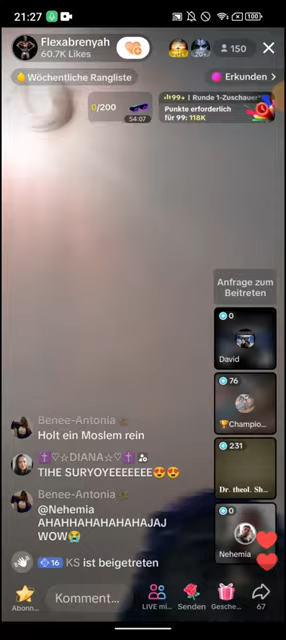 21:27
100
Flexabrenyah
60.7K Likes
150
Wöchentliche Rangliste
Erkunden >
0/200
54:07
99+ | Runde 1-Zuschauer
Punkte erforderlich
für 99: 118K
Anfrage zum
Beitreten
0
David
76
🏆Champio...
231
Dr. theol. Sh...
0
Nehemia
Benee-Antonia
Holt ein Moslem rein
✝️♡☆DIANA☆♡✝️
TIHE SURYOYEEEEEEE😍😍
Benee-Antonia
@Nehemia
AHAHHAHAHAHAHAJAJ
WOW😭
16 KS ist beigetreten
Abonn...
Komment...
LIVE mi...
Senden
Gesche...
67